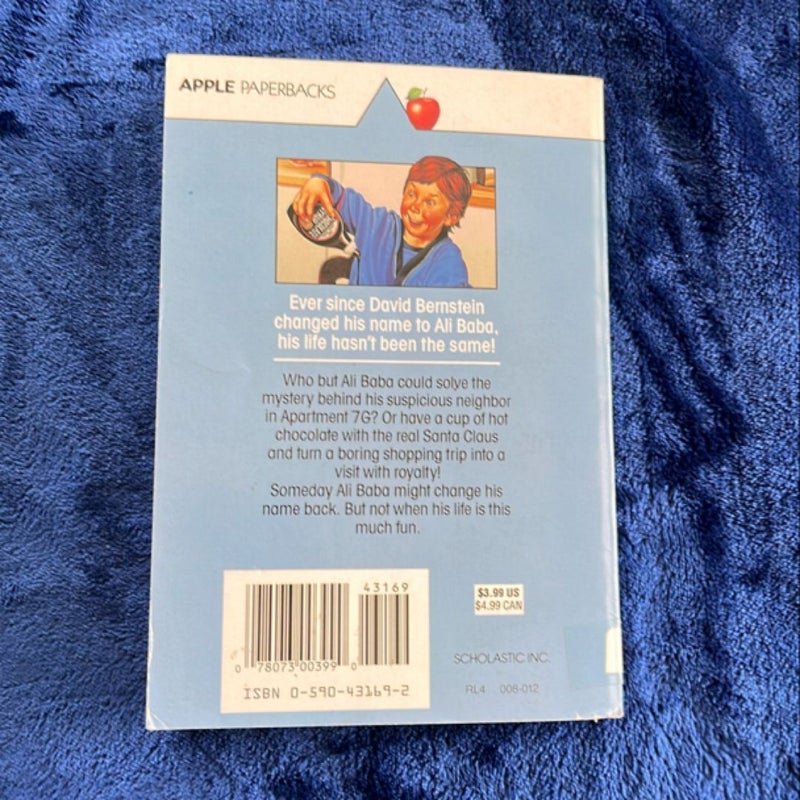 APPLE PAPERBACKS
Ever since David Bernstein
changed his name to Ali Baba,
his life hasn't been the same!
Who but Ali Baba could solve the
mystery behind his suspicious neighbor
in Apartment 7G? Or have a cup of hot
chocolate with the real Santa Claus
and turn a boring shopping trip into a
visit with royalty!
Someday Ali Baba might change his
name back. But not when his life is this
much fun.
43169
0 78073 00399 0
ISBN 0-590-43169-2
$3.99 US
$4.99 CAN
SCHOLASTIC INC.
RL4 008-012